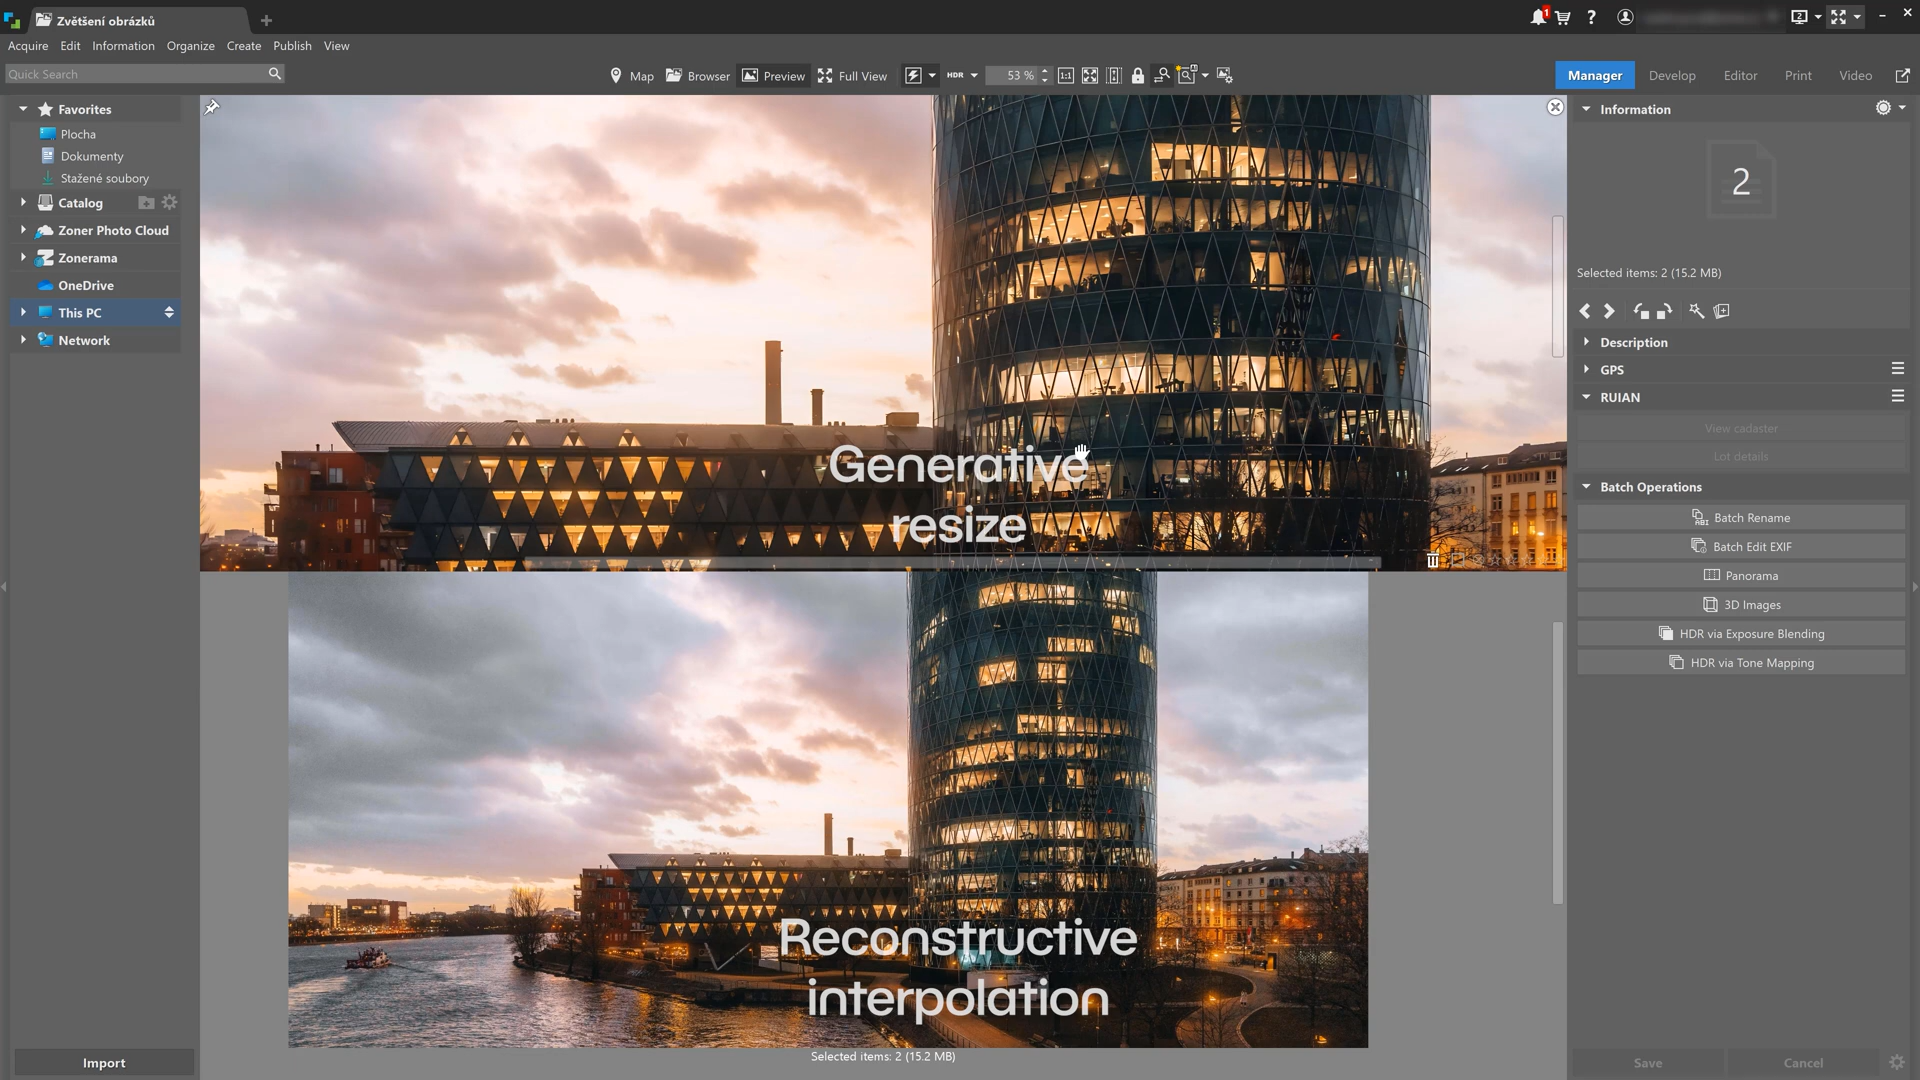 Zvětšení obrázků
1
2
Acquire Edit Information Organize Create Publish View
Quick Search
Map Browser Preview Full View HDR 53 % 1:1
Manager Develop Editor Print Video
Favorites
Plocha
Dokumenty
Stažené soubory
Catalog
Zoner Photo Cloud
Zonerama
OneDrive
This PC
Network
Import
Generative
resize
Reconstructive
interpolation
Selected items: 2 (15.2 MB)
Information
2
Selected items: 2 (15.2 MB)
Description
GPS
RUIAN
View cadaster
Lot details
Batch Operations
Batch Rename
Batch Edit EXIF
Panorama
3D Images
HDR via Exposure Blending
HDR via Tone Mapping
Save Cancel